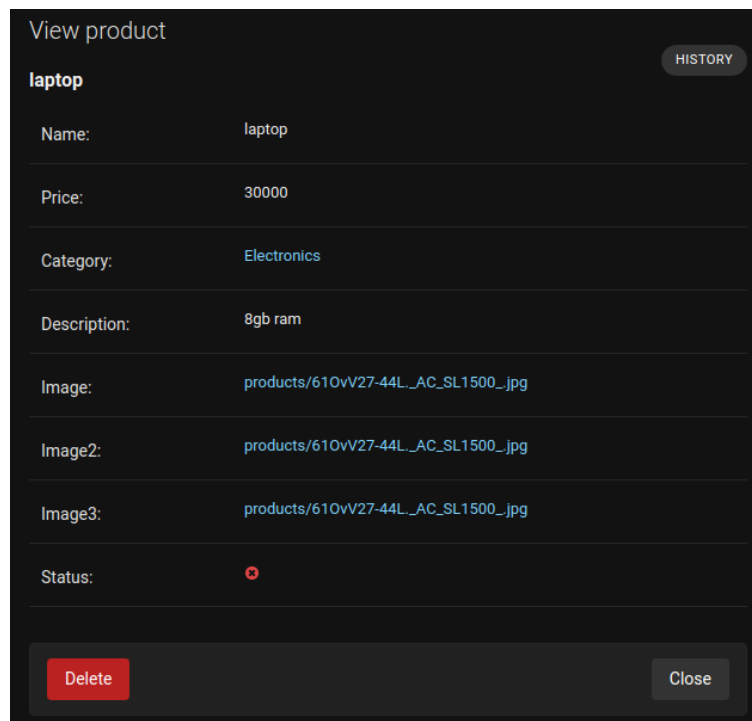 View product
HISTORY
laptop
Name: laptop
Price: 30000
Category: Electronics
Description: 8gb ram
Image: products/61OvV27-44L._AC_SL1500_.jpg
Image2: products/61OvV27-44L._AC_SL1500_.jpg
Image3: products/61OvV27-44L._AC_SL1500_.jpg
Status:
Delete Close